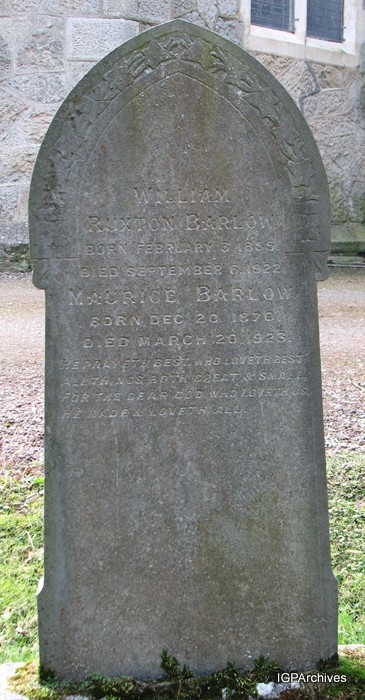 WILLIAM
RUXTON BARLOW
BORN FEBRUARY 3 1855
DIED SEPTEMBER 6. 1922.
MAURICE BARLOW
BORN DEC. 20. 1870.
DIED MARCH 20. 1923.
HE PRAYETH BEST, WHO LOVETH BEST
ALL THINGS BOTH GREAT & SMALL,
FOR THE DEAR GOD WHO LOVETH US
HE MADE & LOVETH ALL.
IGPArchives